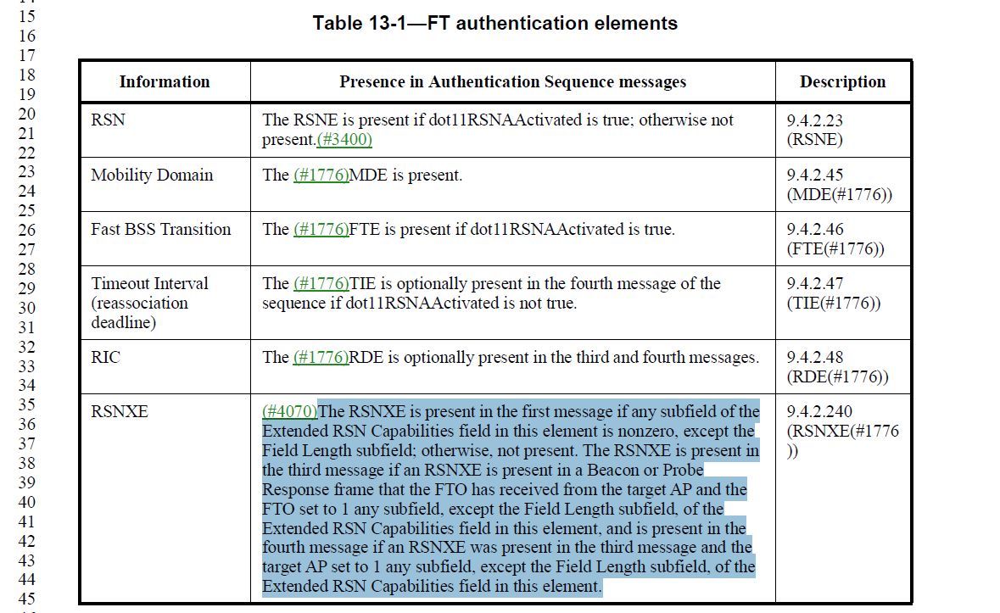 15
16
17
18
19
20
21
22
23
24
25
26
27
28
29
30
31
32
33
34
35
36
37
38
39
40
41
42
43
44
45
Table 13-1—FT authentication elements
Information
Presence in Authentication Sequence messages
Description
RSN
The RSNE is present if dot11RSNAActivated is true; otherwise not
present.(#3400)
9.4.2.23
(RSNE)
Mobility Domain
The (#1776)MDE is present.
9.4.2.45
(MDE(#1776))
Fast BSS Transition
The (#1776)FTE is present if dot11RSNAActivated is true.
9.4.2.46
(FTE(#1776))
Timeout Interval
(reassociation
deadline)
The (#1776)TIE is optionally present in the fourth message of the
sequence if dot11RSNAActivated is not true.
9.4.2.47
(TIE(#1776))
RIC
The (#1776)RDE is optionally present in the third and fourth messages.
9.4.2.48
(RDE(#1776))
RSNXE
(#4070)The RSNXE is present in the first message if any subfield of the
Extended RSN Capabilities field in this element is nonzero, except the
Field Length subfield; otherwise, not present. The RSNXE is present in
the third message if an RSNXE is present in a Beacon or Probe
Response frame that the FTO has received from the target AP and the
FTO set to 1 any subfield, except the Field Length subfield, of the
Extended RSN Capabilities field in this element, and is present in the
fourth message if an RSNXE was present in the third message and the
target AP set to 1 any subfield, except the Field Length subfield, of the
Extended RSN Capabilities field in this element.
9.4.2.240
(RSNXE(#1776
))